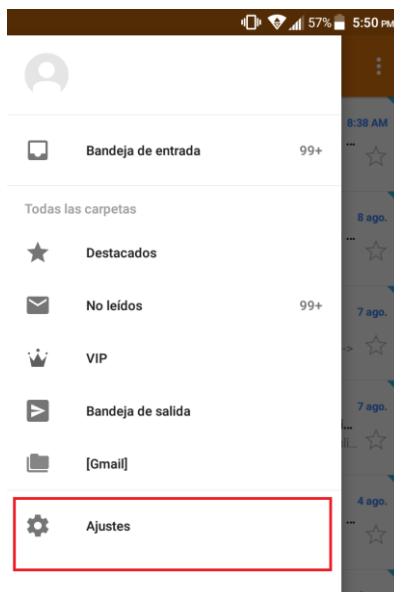 57% 5:50 PM
8:38 AM
...
Bandeja de entrada 99+
Todas las carpetas
8 ago.
...
Destacados
No leídos 99+
7 ago.
-->
VIP
Bandeja de salida
7 ago.
[Gmail]
4 ago.
...
Ajustes